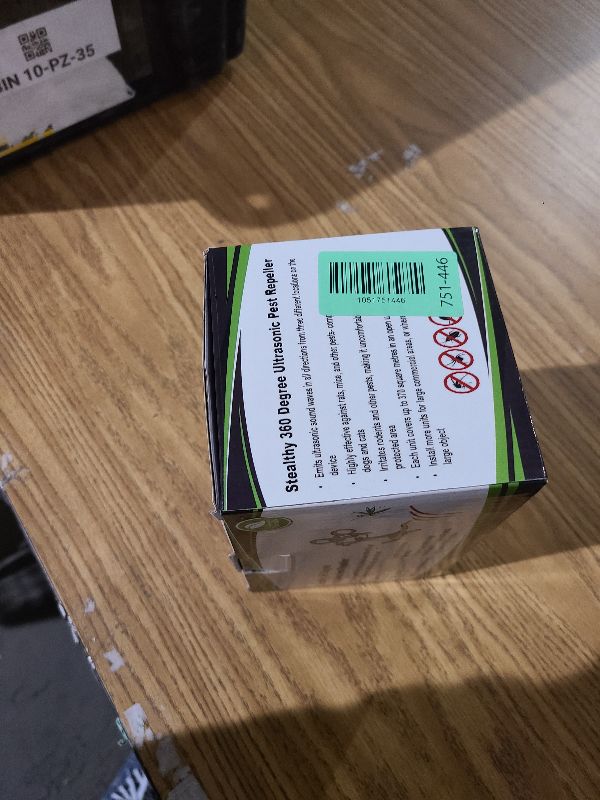 IN 10-PZ-35
Stealthy 360 Degree Ultrasonic Pest Repeller
• Emits ultrasonic sound waves in all directions from three different locations on the
device
• Highly effective against rats, mice, and other pests-
dogs and cats
• Irritates rodents and other pests, making it uncomfortab
protected area
• Each unit covers up to 370 square metres in an open
• Install more units for large commercial areas, or when
large object
751-446